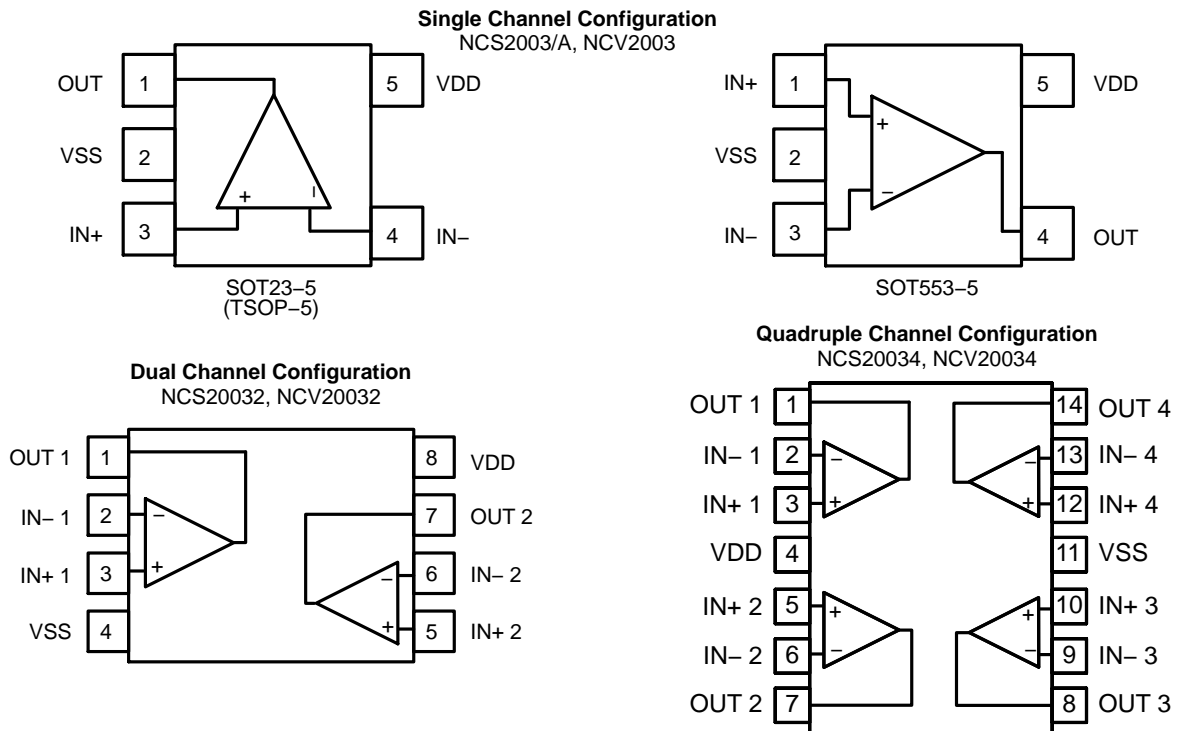 Single Channel Configuration
NCS2003/A, NCV2003
OUT 1 5 VDD
VSS 2
IN+ 3 + − 4 IN−
SOT23−5
(TSOP−5)
IN+ 1 5 VDD
+
VSS 2
−
IN− 3 4 OUT
SOT553−5
Dual Channel Configuration
NCS20032, NCV20032
OUT 1 1 8 VDD
IN− 1 2 − 7 OUT 2
IN+ 1 3 + − 6 IN− 2
VSS 4 + 5 IN+ 2
Quadruple Channel Configuration
NCS20034, NCV20034
OUT 1 1 14 OUT 4
IN− 1 2 − − 13 IN− 4
IN+ 1 3 + + 12 IN+ 4
VDD 4 11 VSS
IN+ 2 5 + + 10 IN+ 3
IN− 2 6 − − 9 IN− 3
OUT 2 7 8 OUT 3